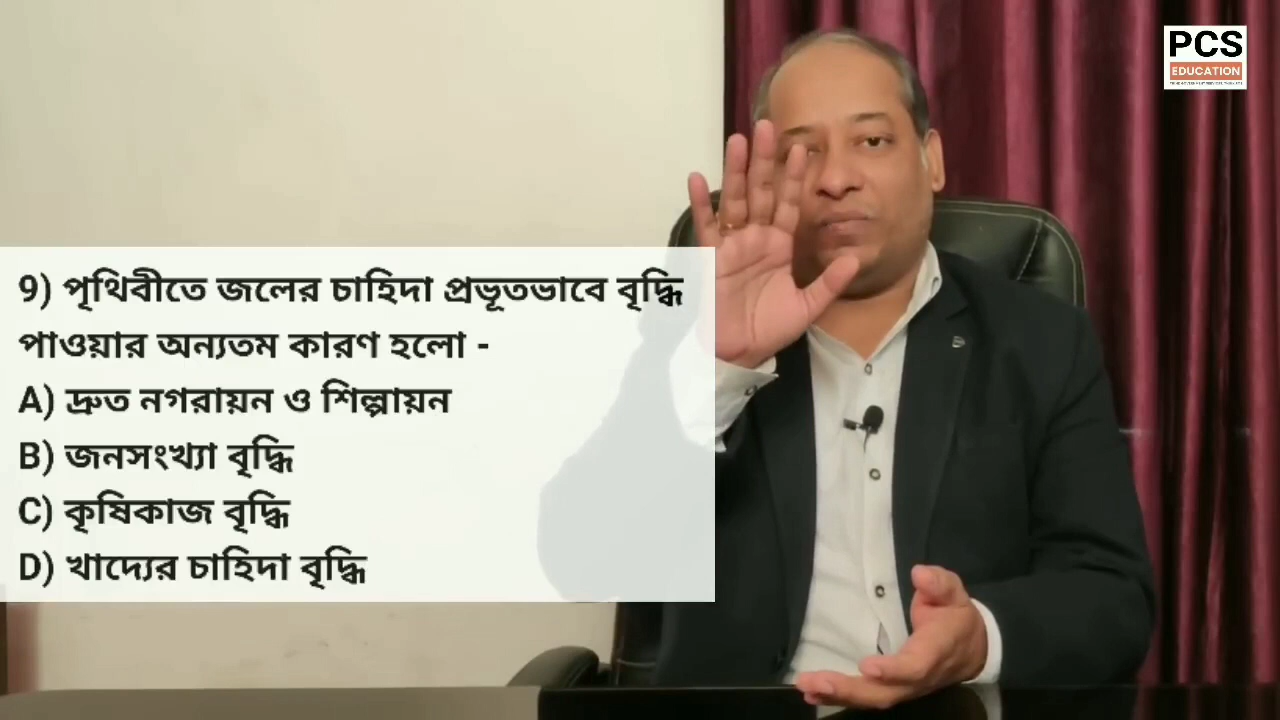 PCS
EDUCATION
9) পৃথিবীতে জলের চাহিদা প্রভূতভাবে বৃদ্ধি
পাওয়ার অন্যতম কারণ হলো -
A) দ্রুত নগরায়ন ও শিল্পায়ন
B) জনসংখ্যা বৃদ্ধি
C) কৃষিকাজ বৃদ্ধি
D) খাদ্যের চাহিদা বৃদ্ধি